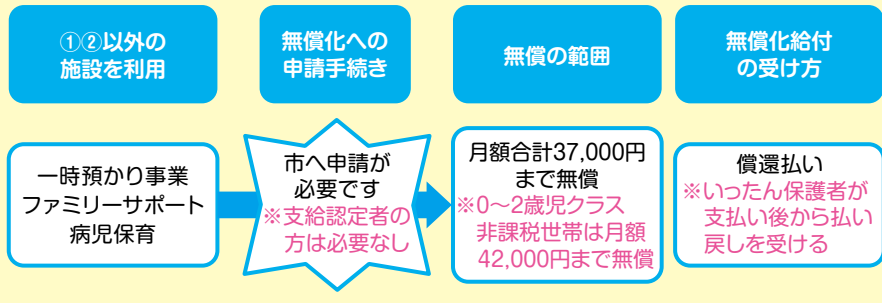 ①②以外の
施設を利用
無償化への
申請手続き
無償の範囲
無償化給付
の受け方
一時預かり事業
ファミリーサポート
病児保育
市へ申請が
必要です
※支給認定者の
方は必要なし
月額合計37,000円
まで無償
※0〜2歳児クラス
非課税世帯は月額
42,000円まで無償
償還払い
※いったん保護者が
支払い後から払い
戻しを受ける